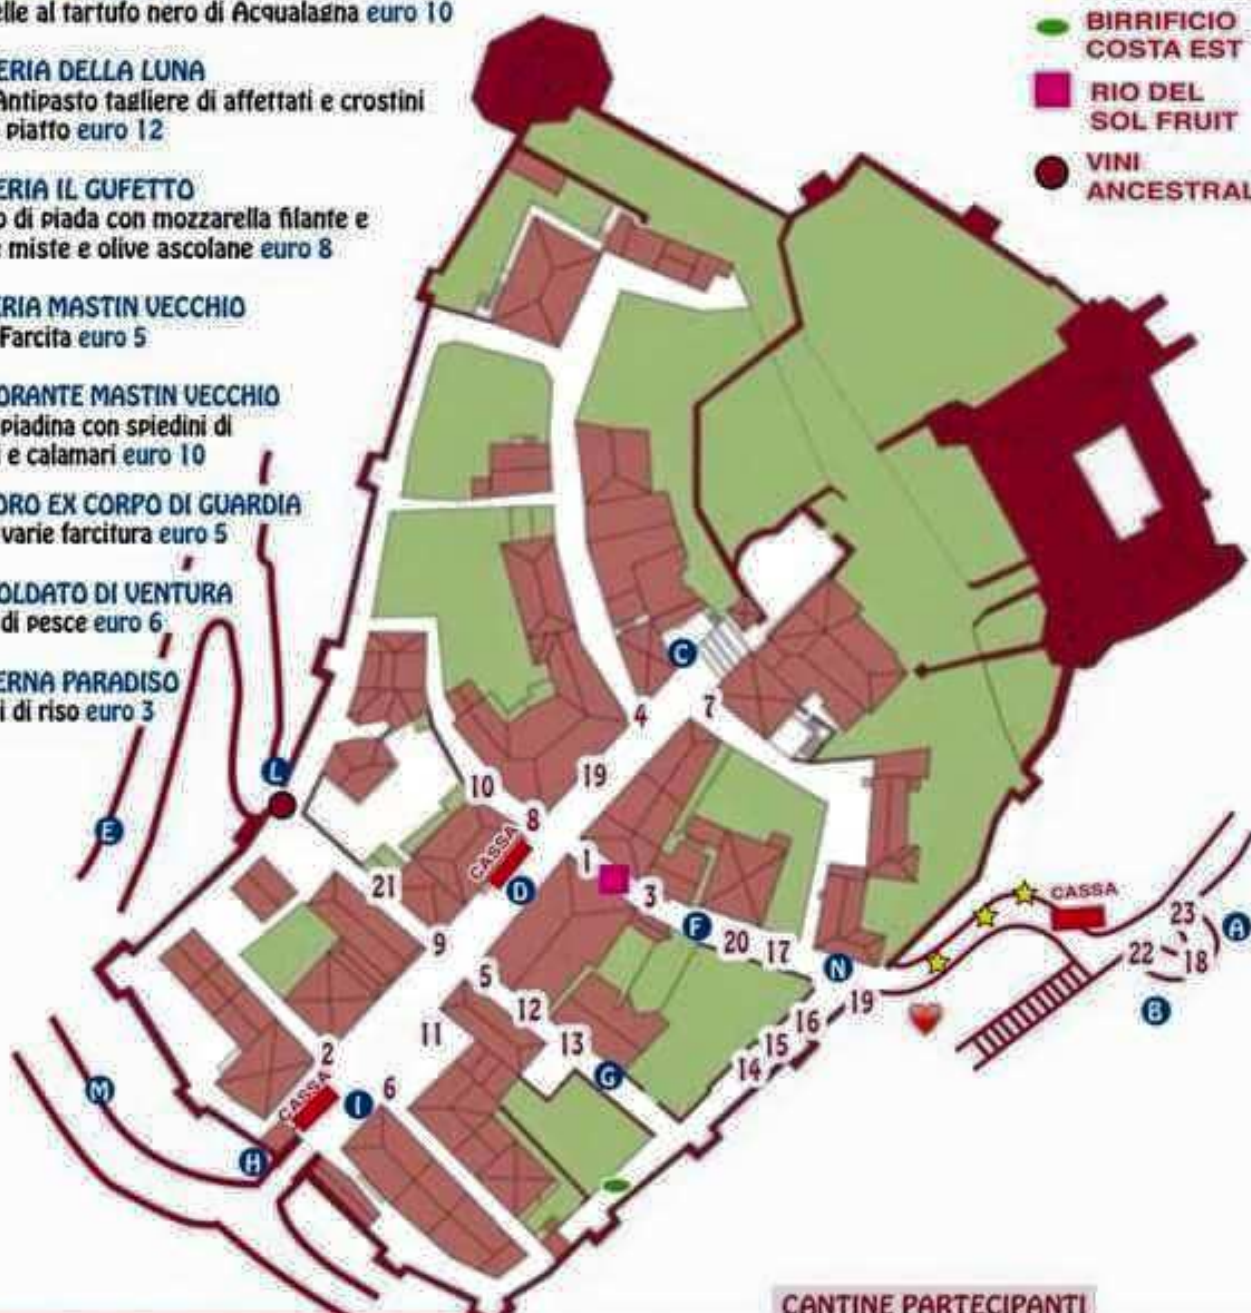 elle al tartufo nero di Acqualagna euro 10
ERIA DELLA LUNA
Antipasto tagliere di affettati e crostini
piatto euro 12
ERIA IL GUFETTO
o di piada con mozzarella filante e
e miste e olive ascolane euro 8
ERIA MASTIN VECCHIO
Farcita euro 5
ORANTE MASTIN VECCHIO
piadina con spiedini di
i e calamari euro 10
ORO EX CORPO DI GUARDIA
varie farcitura euro 5
OLDATO DI VENTURA
di pesce euro 6
ERNA PARADISO
i di riso euro 3
BIRRIFICIO
COSTA EST
RIO DEL
SOL FRUIT
VINI
ANCESTRAL
C
4
7
L
10
19
8
E
CASSA
D
1
21
3
F
20
17
9
5
N
CASSA
23
A
22
18
B
12
19
16
11
13
15
14
2
G
CASSA
I
6
M
H
CANTINE PARTECIPANTI